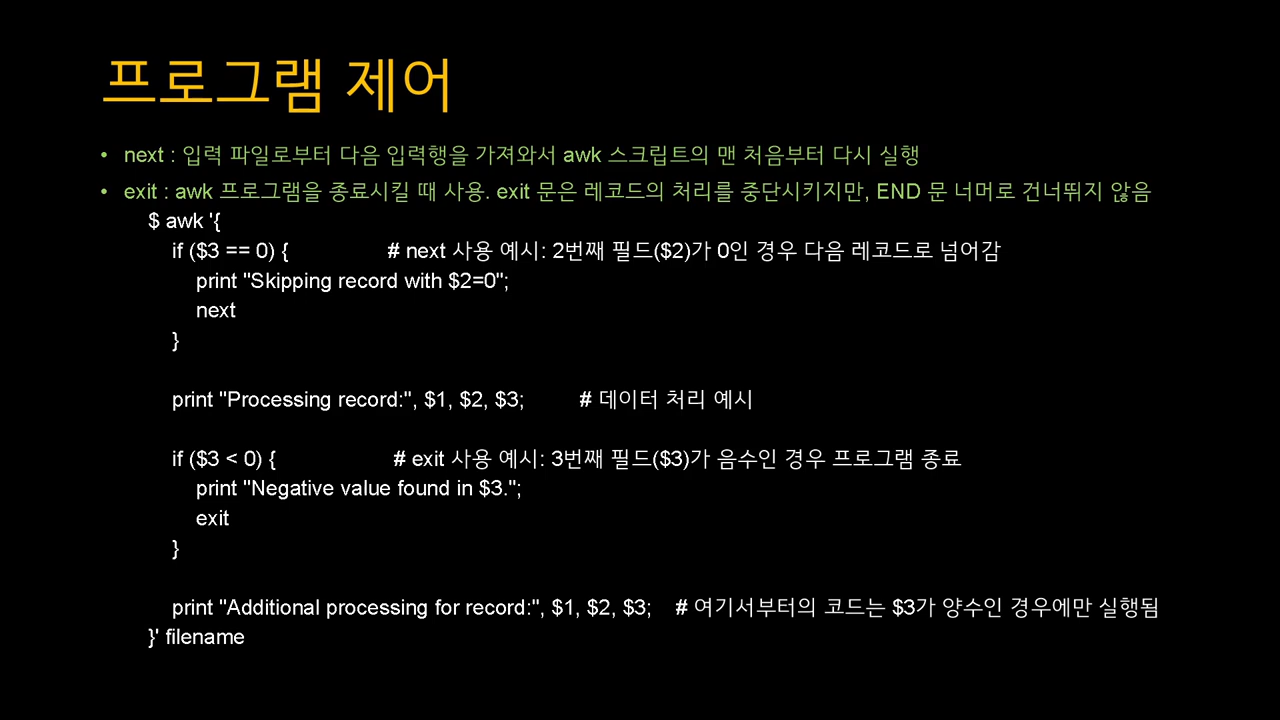 프로그램 제어
• next : 입력 파일로부터 다음 입력행을 가져와서 awk 스크립트의 맨 처음부터 다시 실행
• exit : awk 프로그램을 종료시킬 때 사용. exit 문은 레코드의 처리를 중단시키지만, END 문 너머로 건너뛰지 않음
$ awk '{
if ($3 == 0) { # next 사용 예시: 2번째 필드($2)가 0인 경우 다음 레코드로 넘어감
print "Skipping record with $2=0";
next
}
print "Processing record:", $1, $2, $3; # 데이터 처리 예시
if ($3 < 0) { # exit 사용 예시: 3번째 필드($3)가 음수인 경우 프로그램 종료
print "Negative value found in $3.";
exit
}
print "Additional processing for record:", $1, $2, $3; # 여기서부터의 코드는 $3가 양수인 경우에만 실행됨
}' filename